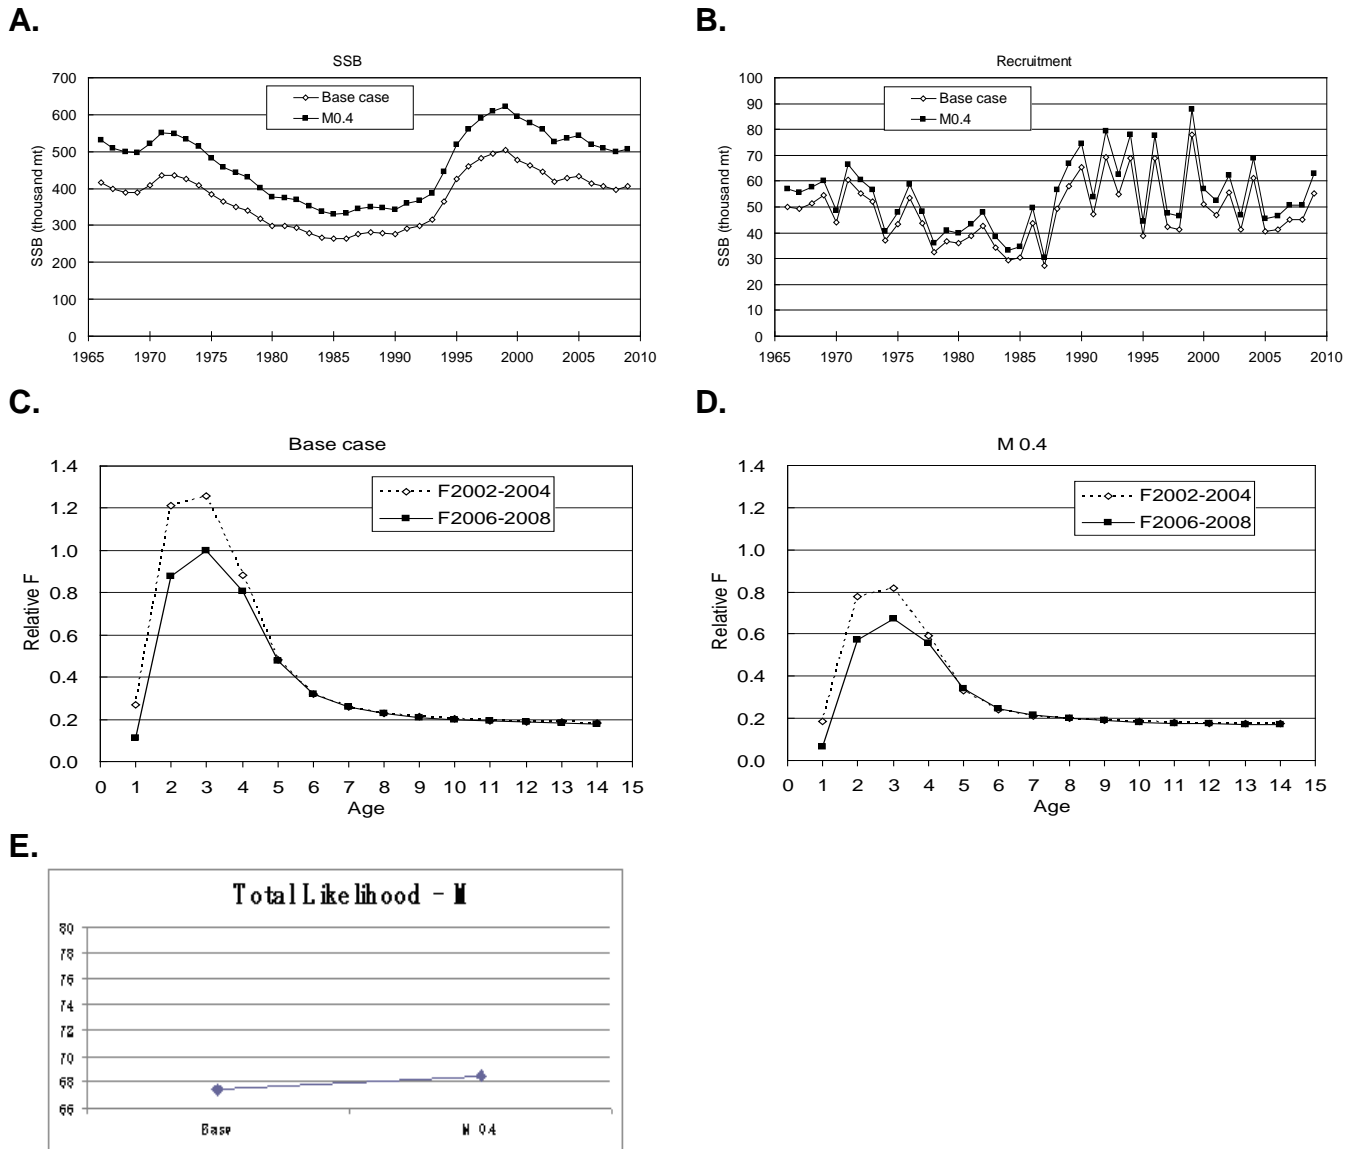 A.
SSB
700
600
500
400
300
200
100
0
SSB (thousand mt)
Base case
M0.4
1965 1970 1975 1980 1985 1990 1995 2000 2005 2010
B.
Recruitment
100
90
80
70
60
50
40
30
20
10
0
SSB (thousand mt)
Base case
M0.4
1965 1970 1975 1980 1985 1990 1995 2000 2005 2010
C.
Base case
1.4
1.2
1.0
0.8
0.6
0.4
0.2
0.0
Relative F
F2002-2004
F2006-2008
0 1 2 3 4 5 6 7 8 9 10 11 12 13 14 15
Age
D.
M 0.4
1.4
1.2
1.0
0.8
0.6
0.4
0.2
0.0
Relative F
F2002-2004
F2006-2008
0 1 2 3 4 5 6 7 8 9 10 11 12 13 14 15
Age
E.
Total Likelihood - M
80
78
76
74
72
70
68
66
Base M 0.4